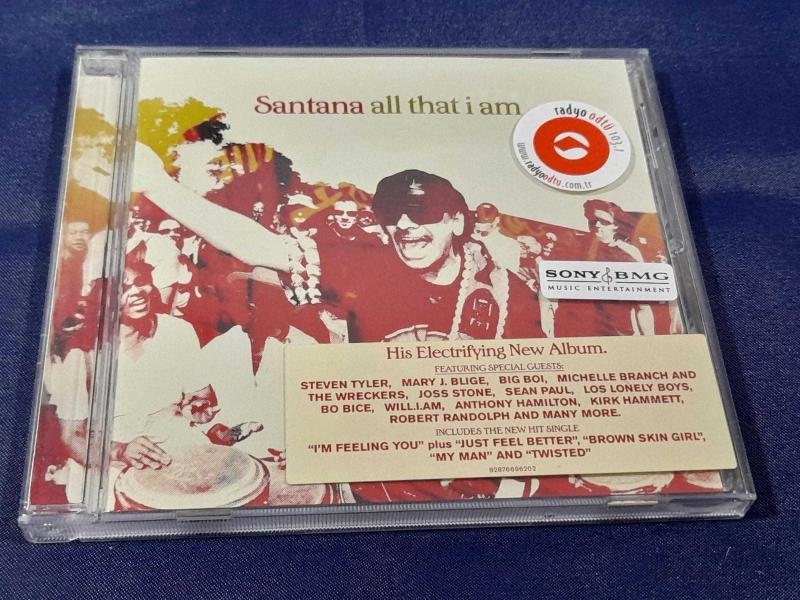 Santana all that i am
radyo odtü 103.1
www.radyoodtu.com.tr
SONY BMG
MUSIC ENTERTAINMENT
His Electrifying New Album.
FEATURING SPECIAL GUESTS:
STEVEN TYLER, MARY J. BLIGE, BIG BOI, MICHELLE BRANCH AND
THE WRECKERS, JOSS STONE, SEAN PAUL, LOS LONELY BOYS,
BO BICE, WILL.I.AM, ANTHONY HAMILTON, KIRK HAMMETT,
ROBERT RANDOLPH AND MANY MORE.
INCLUDES THE NEW HIT SINGLE
“I'M FEELING YOU” plus “JUST FEEL BETTER”, “BROWN SKIN GIRL”,
“MY MAN” AND “TWISTED”
82876696202